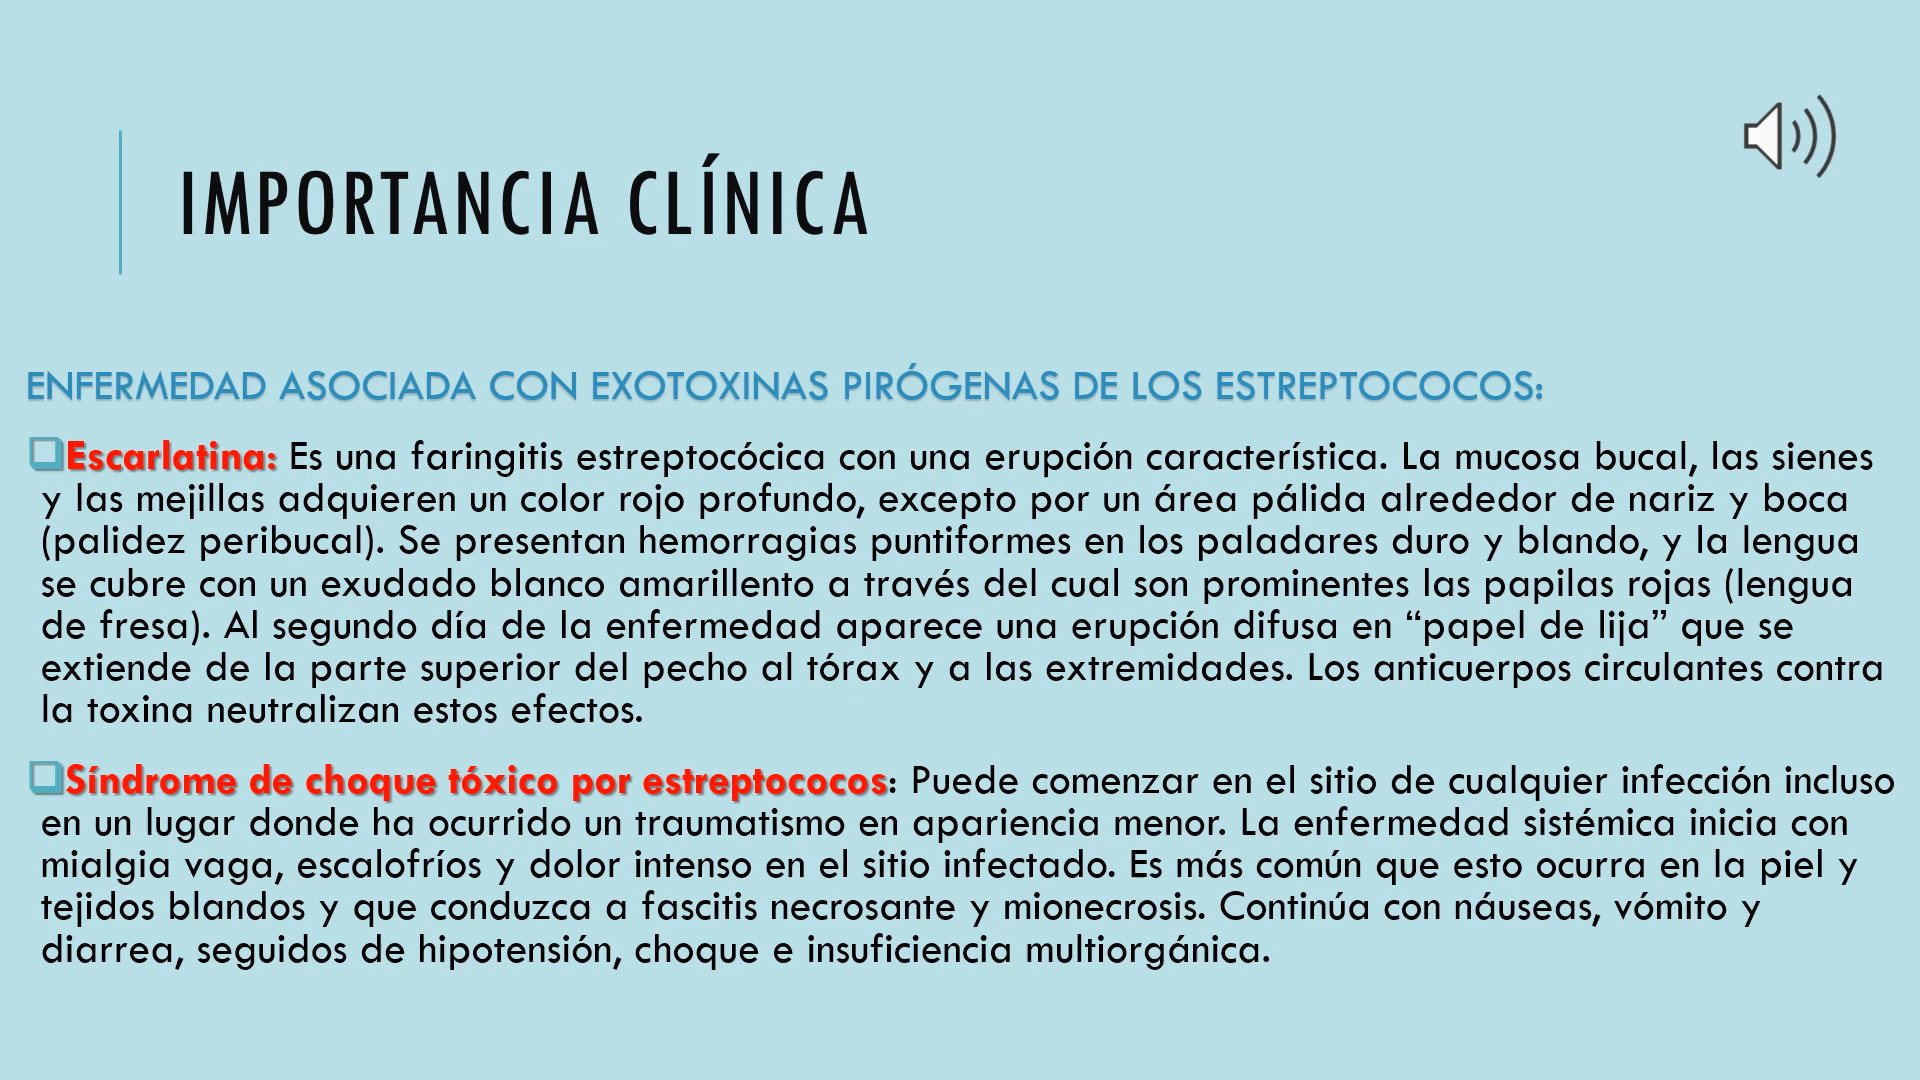 IMPORTANCIA CLÍNICA
ENFERMEDAD ASOCIADA CON EXOTOXINAS PIRÓGENAS DE LOS ESTREPTOCOCOS:
Escarlatina: Es una faringitis estreptocócica con una erupción característica. La mucosa bucal, las sienes
y las mejillas adquieren un color rojo profundo, excepto por un área pálida alrededor de nariz y boca
(palidez peribucal). Se presentan hemorragias puntiformes en los paladares duro y blando, y la lengua
se cubre con un exudado blanco amarillento a través del cual son prominentes las papilas rojas (lengua
de fresa). Al segundo día de la enfermedad aparece una erupción difusa en “papel de lija” que se
extiende de la parte superior del pecho al tórax y a las extremidades. Los anticuerpos circulantes contra
la toxina neutralizan estos efectos.
Síndrome de choque tóxico por estreptococos: Puede comenzar en el sitio de cualquier infección incluso
en un lugar donde ha ocurrido un traumatismo en apariencia menor. La enfermedad sistémica inicia con
mialgia vaga, escalofríos y dolor intenso en el sitio infectado. Es más común que esto ocurra en la piel y
tejidos blandos y que conduzca a fascitis necrosante y mionecrosis. Continúa con náuseas, vómito y
diarrea, seguidos de hipotensión, choque e insuficiencia multiorgánica.